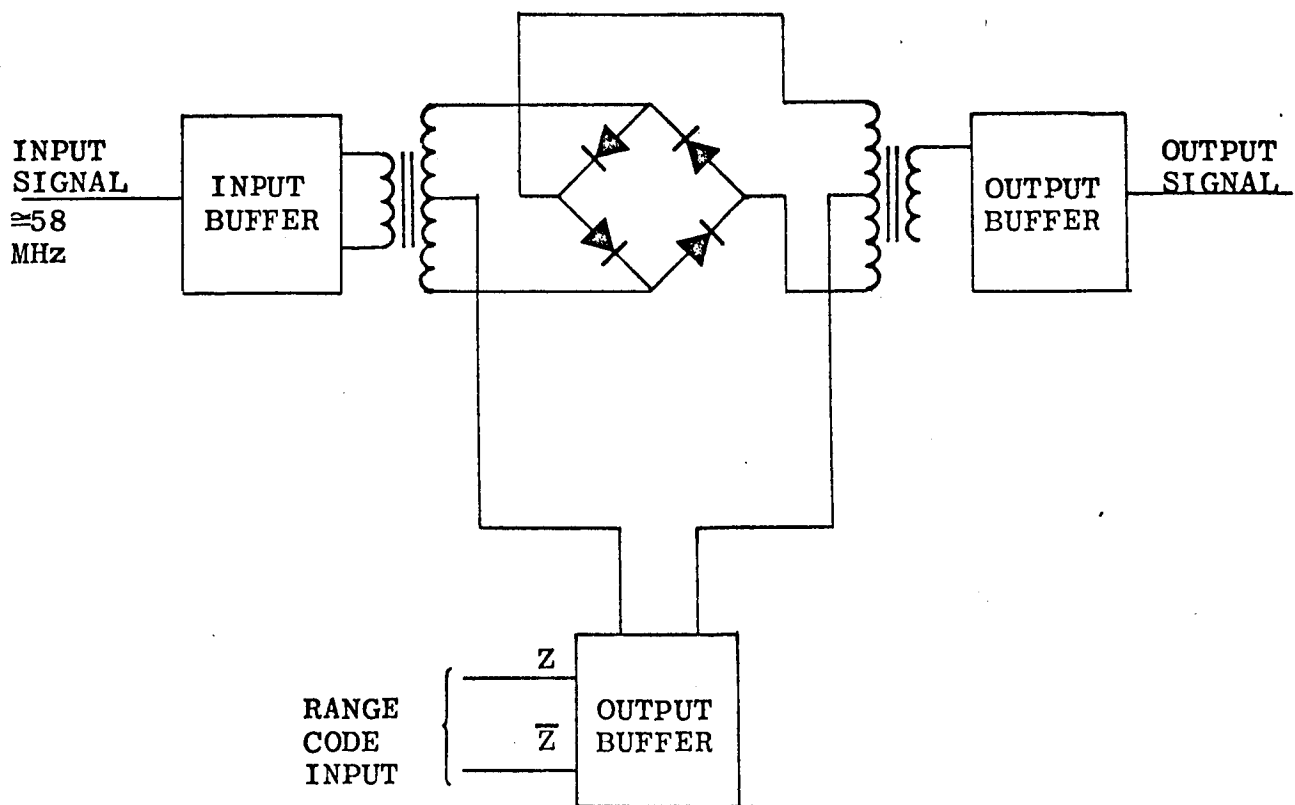 INPUT
SIGNAL
≅58
MHz
INPUT
BUFFER
OUTPUT
BUFFER
OUTPUT
SIGNAL
RANGE
CODE
INPUT
Z
Z̅
OUTPUT
BUFFER